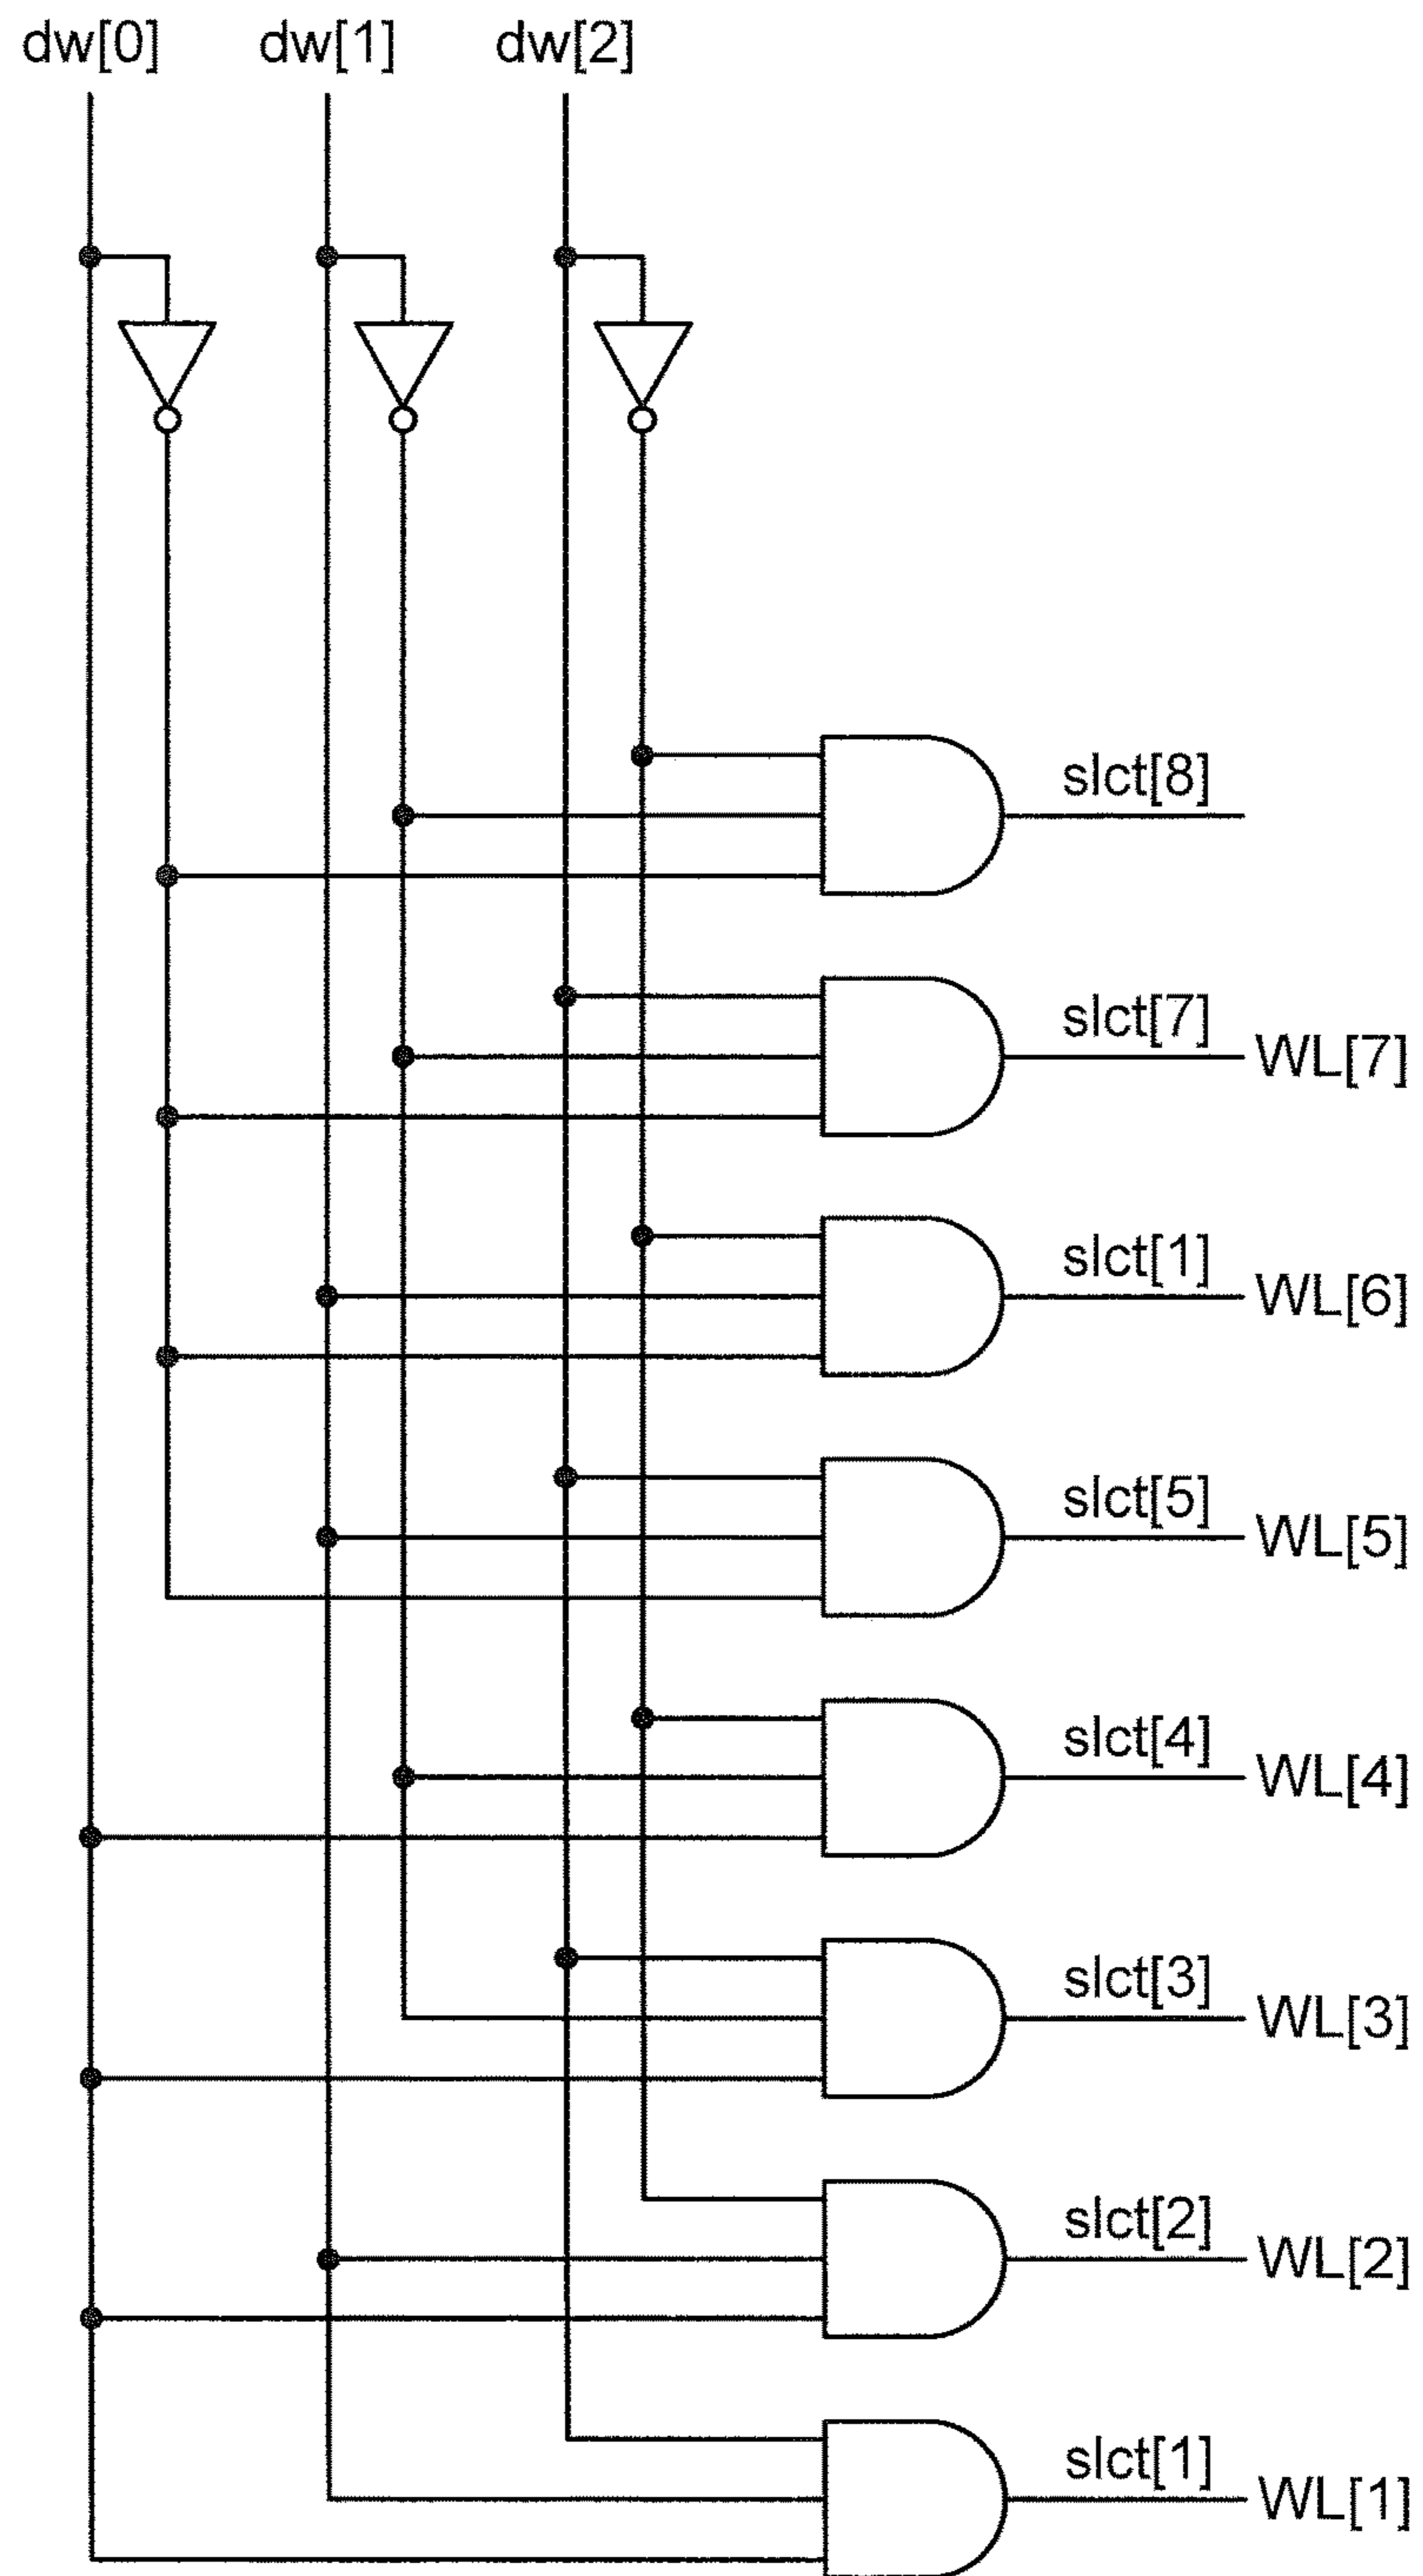 dw[0] dw[1] dw[2]
slct[8]
slct[7] WL[7]
slct[1] WL[6]
slct[5] WL[5]
slct[4] WL[4]
slct[3] WL[3]
slct[2] WL[2]
slct[1] WL[1]